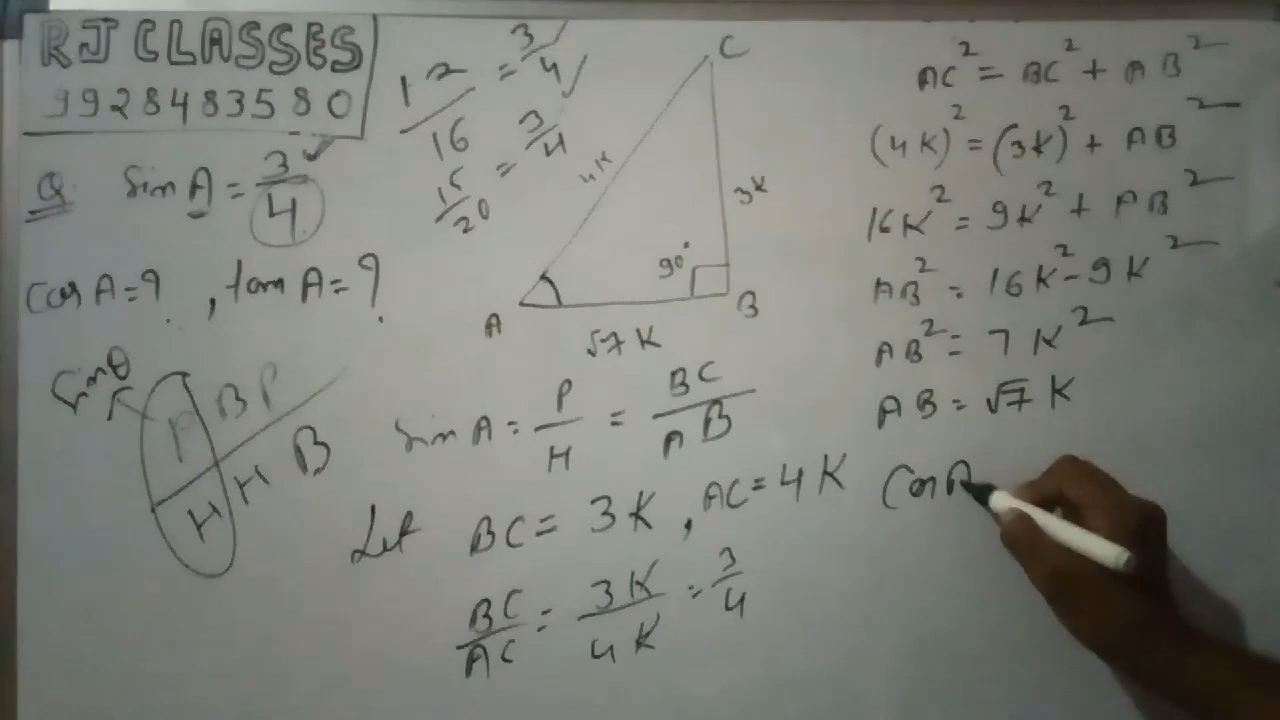 RJ CLASSES
9928483580
Q sin A = 3/4
cos A = ? , tan A = ?
sin θ
P B P
H H B
12/16 = 3/4
15/20 = 3/4
C
4K
3K
90°
A
B
√7 K
sin A = P/H = BC/AB
Let BC = 3K , AC = 4K
BC/AC = 3K/4K = 3/4
AC² = BC² + AB²
(4K)² = (3K)² + AB²
16K² = 9K² + AB²
AB² = 16K² - 9K²
AB² = 7K²
AB = √7 K
Cos A